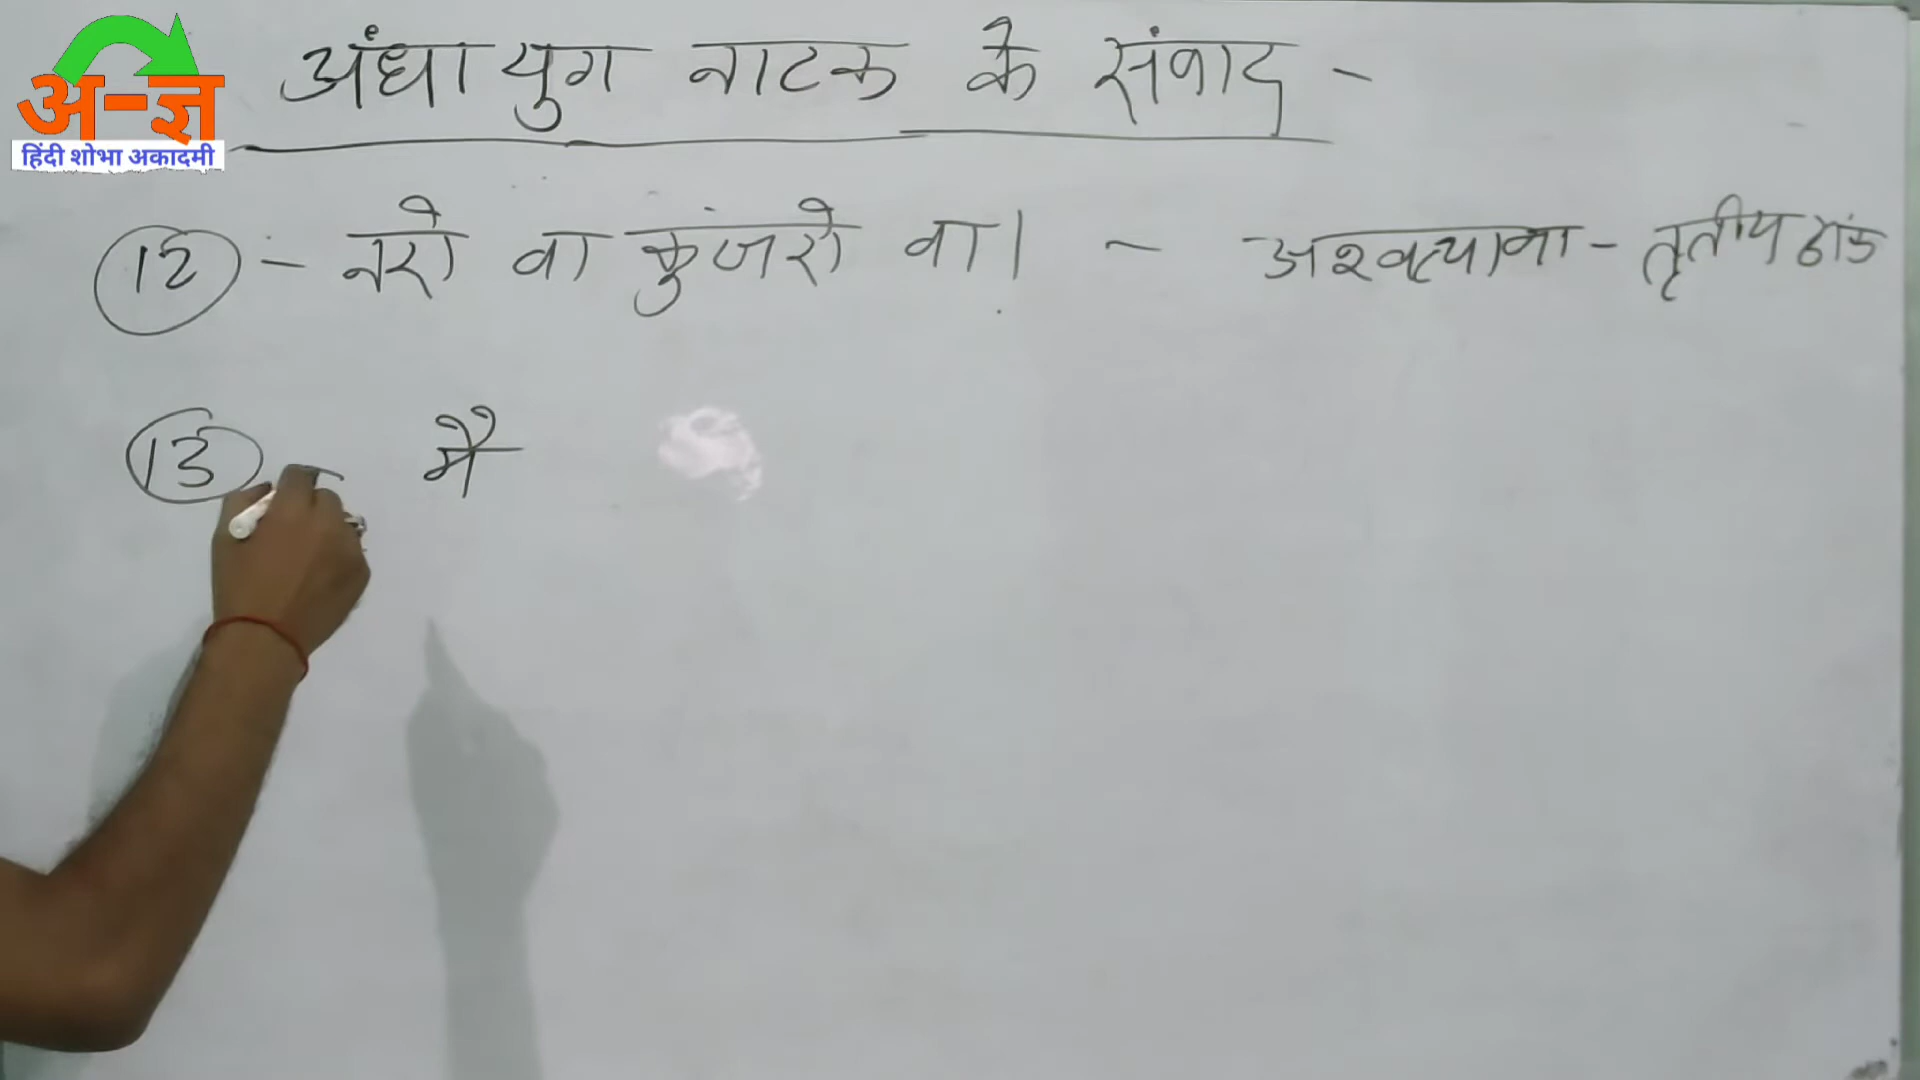 अ-ज्ञ
हिंदी शोभा अकादमी
अंधा युग नाटक के संवाद -
12 :- नरो वा कुंजरो वा। - अश्वत्थामा - तृतीय अंक
13 मै